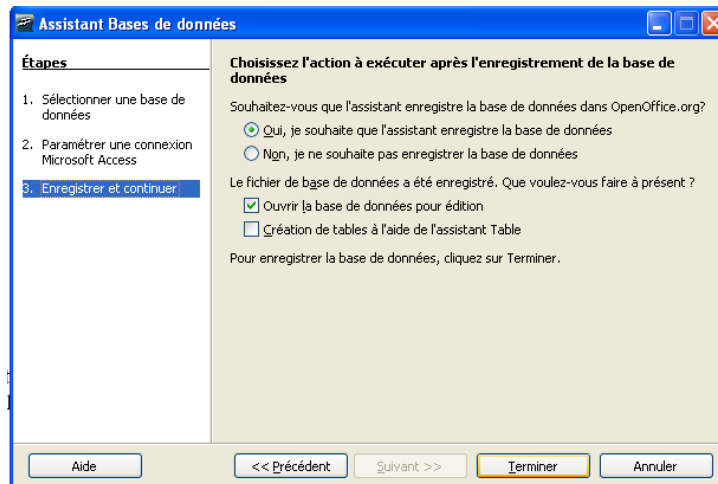 Assistant Bases de données
Étapes
1. Sélectionner une base de
données
2. Paramétrer une connexion
Microsoft Access
3. Enregistrer et continuer
Choisissez l'action à exécuter après l'enregistrement de la base de
données
Souhaitez-vous que l'assistant enregistre la base de données dans OpenOffice.org?
Oui, je souhaite que l'assistant enregistre la base de données
Non, je ne souhaite pas enregistrer la base de données
Le fichier de base de données a été enregistré. Que voulez-vous faire à présent ?
Ouvrir la base de données pour édition
Création de tables à l'aide de l'assistant Table
Pour enregistrer la base de données, cliquez sur Terminer.
Aide
<< Précédent
Suivant >>
Terminer
Annuler